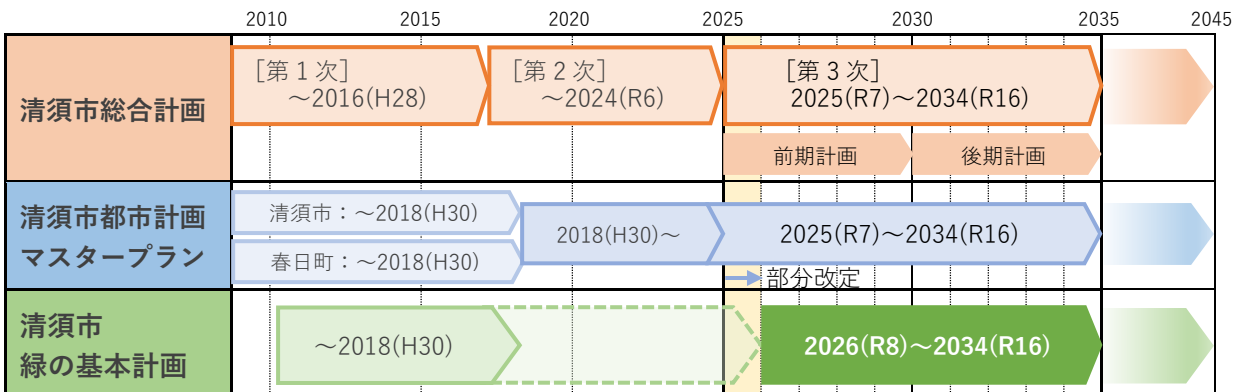 2010 2015 2020 2025 2030 2035 2045
清須市総合計画
[第1次]
～2016(H28)
[第2次]
～2024(R6)
[第3次]
2025(R7)～2034(R16)
前期計画
後期計画
清須市都市計画
マスタープラン
清須市：～2018(H30)
春日町：～2018(H30)
2018(H30)～
2025(R7)～2034(R16)
部分改定
清須市
緑の基本計画
～2018(H30)
2026(R8)～2034(R16)